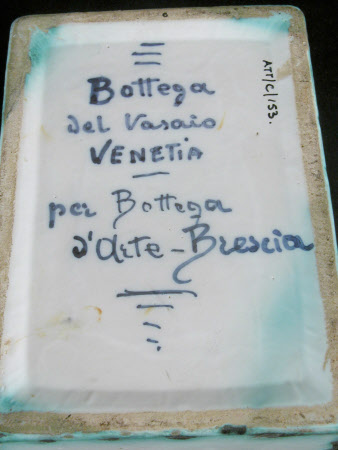 Bottega
del Vasaio
VENETIA
per Bottega
d'Arte - Brescia
ATT/C/153.